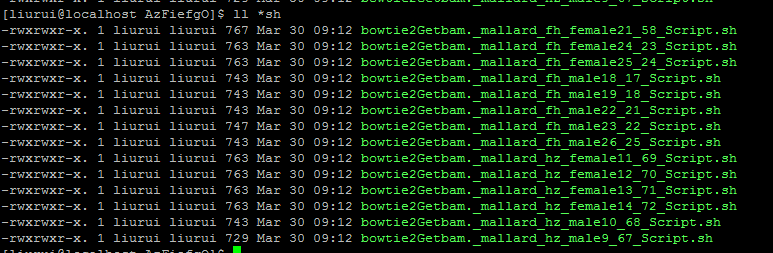 [liurui@localhost AzFiefgO]$ ll *sh
-rwxrwxr-x. 1 liurui liurui 767 Mar 30 09:12 bowtie2Getbam._mallard_fh_female21_58_Script.sh
-rwxrwxr-x. 1 liurui liurui 763 Mar 30 09:12 bowtie2Getbam._mallard_fh_female24_23_Script.sh
-rwxrwxr-x. 1 liurui liurui 763 Mar 30 09:12 bowtie2Getbam._mallard_fh_female25_24_Script.sh
-rwxrwxr-x. 1 liurui liurui 743 Mar 30 09:12 bowtie2Getbam._mallard_fh_male18_17_Script.sh
-rwxrwxr-x. 1 liurui liurui 743 Mar 30 09:12 bowtie2Getbam._mallard_fh_male19_18_Script.sh
-rwxrwxr-x. 1 liurui liurui 743 Mar 30 09:12 bowtie2Getbam._mallard_fh_male22_21_Script.sh
-rwxrwxr-x. 1 liurui liurui 747 Mar 30 09:12 bowtie2Getbam._mallard_fh_male23_22_Script.sh
-rwxrwxr-x. 1 liurui liurui 743 Mar 30 09:12 bowtie2Getbam._mallard_fh_male26_25_Script.sh
-rwxrwxr-x. 1 liurui liurui 763 Mar 30 09:12 bowtie2Getbam._mallard_hz_female11_69_Script.sh
-rwxrwxr-x. 1 liurui liurui 763 Mar 30 09:12 bowtie2Getbam._mallard_hz_female12_70_Script.sh
-rwxrwxr-x. 1 liurui liurui 763 Mar 30 09:12 bowtie2Getbam._mallard_hz_female13_71_Script.sh
-rwxrwxr-x. 1 liurui liurui 763 Mar 30 09:12 bowtie2Getbam._mallard_hz_female14_72_Script.sh
-rwxrwxr-x. 1 liurui liurui 743 Mar 30 09:12 bowtie2Getbam._mallard_hz_male10_68_Script.sh
-rwxrwxr-x. 1 liurui liurui 729 Mar 30 09:12 bowtie2Getbam._mallard_hz_male9_67_Script.sh
[liurui@localhost AzFiefgO]$